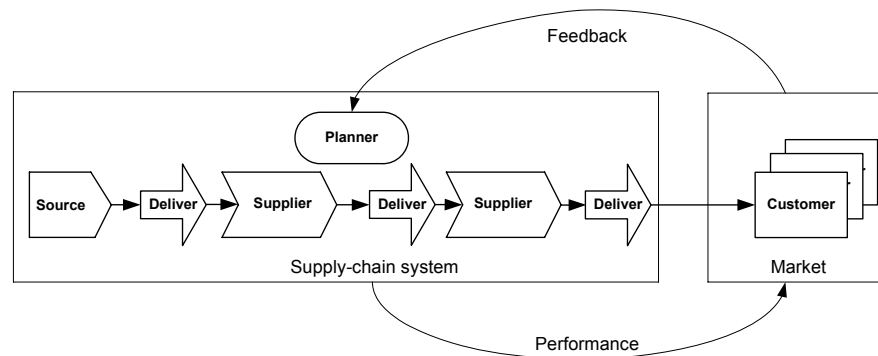 Feedback
Planner
Source
Deliver
Supplier
Deliver
Supplier
Deliver
Customer
Supply-chain system
Market
Performance